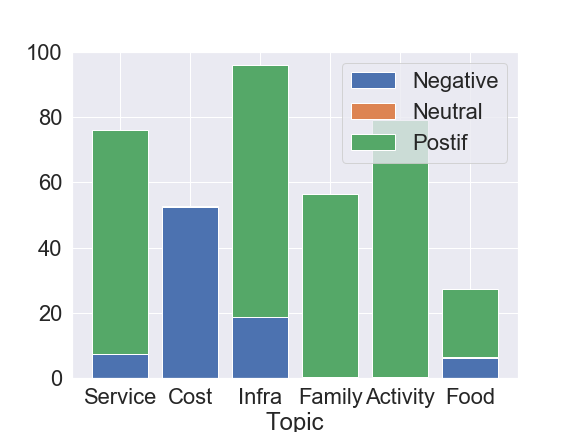 100
80
60
40
20
0
Negative
Neutral
Postif
Service Cost Infra Family Activity Food
Topic